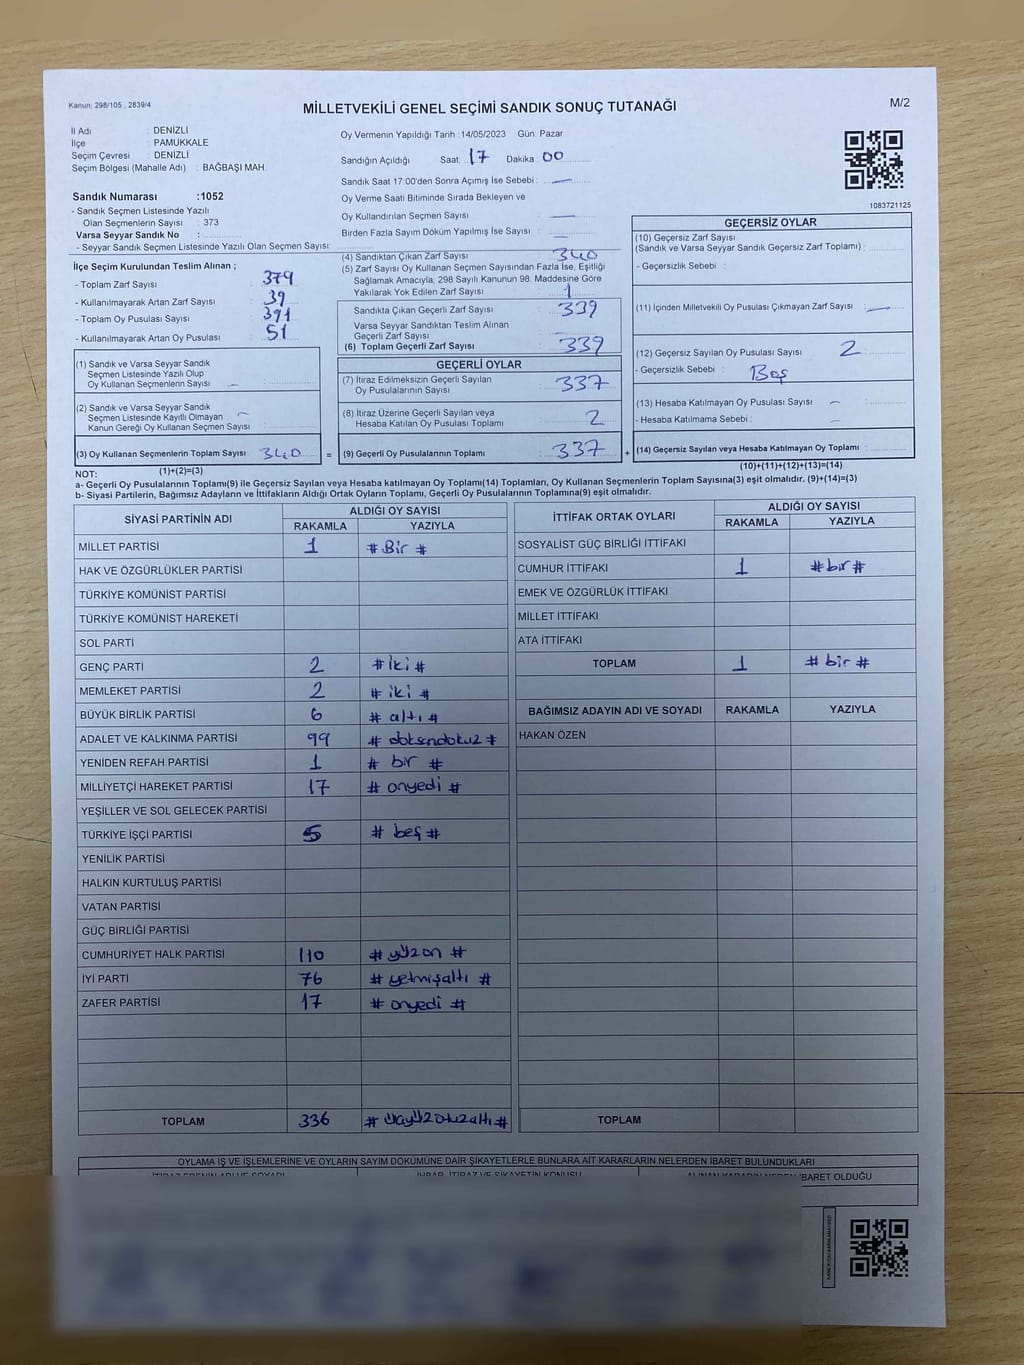 Kanun; 298/105 , 2839/4
MİLLETVEKİLİ GENEL SEÇİMİ SANDIK SONUÇ TUTANAĞI
M/2
İl Adı : DENİZLİ
İlçe : PAMUKKALE
Seçim Çevresi : DENİZLİ
Seçim Bölgesi (Mahalle Adı) : BAĞBAŞI MAH.
Oy Vermenin Yapıldığı Tarih : 14/05/2023 Gün: Pazar
Sandığın Açıldığı Saat: 17 Dakika: 00
Sandık Saat 17:00'den Sonra Açımış İse Sebebi : —
Oy Verme Saati Bitiminde Sırada Bekleyen ve
Oy Kullandırılan Seçmen Sayısı : —
Birden Fazla Sayım Döküm Yapılmış İse Sayısı : —
1083721125
Sandık Numarası :1052
- Sandık Seçmen Listesinde Yazılı
Olan Seçmenlerin Sayısı : 373
Varsa Seyyar Sandık No :
- Seyyar Sandık Seçmen Listesinde Yazılı Olan Seçmen Sayısı:
İlçe Seçim Kurulundan Teslim Alınan ;
- Toplam Zarf Sayısı : 379
- Kullanılmayarak Artan Zarf Sayısı : 39
- Toplam Oy Pusulası Sayısı : 391
- Kullanılmayarak Artan Oy Pusulası : 51
(1) Sandık ve Varsa Seyyar Sandık
Seçmen Listesinde Yazılı Olup
Oy Kullanan Seçmenlerin Sayısı : —
(2) Sandık ve Varsa Seyyar Sandık
Seçmen Listesinde Kayıtlı Olmayan
Kanun Gereği Oy Kullanan Seçmen Sayısı : —
(3) Oy Kullanan Seçmenlerin Toplam Sayısı : 340
(1)+(2)=(3)
(4) Sandıktan Çıkan Zarf Sayısı : 340
(5) Zarf Sayısı Oy Kullanan Seçmen Sayısından Fazla İse, Eşitliği
Sağlamak Amacıyla, 298 Sayılı Kanunun 98. Maddesine Göre
Yakılarak Yok Edilen Zarf Sayısı : 1
Sandıkta Çıkan Geçerli Zarf Sayısı : 339
Varsa Seyyar Sandıktan Teslim Alınan
Geçerli Zarf Sayısı : —
(6) Toplam Geçerli Zarf Sayısı : 339
GEÇERLİ OYLAR
(7) İtiraz Edilmeksizin Geçerli Sayılan
Oy Pusulalarının Sayısı : 337
(8) İtiraz Üzerine Geçerli Sayılan veya
Hesaba Katılan Oy Pusulası Toplamı : 2
= (9) Geçerli Oy Pusulalarının Toplamı : 337 +
GEÇERSİZ OYLAR
(10) Geçersiz Zarf Sayısı
(Sandık ve Varsa Seyyar Sandık Geçersiz Zarf Toplamı) :
- Geçersizlik Sebebi :
(11) İçinden Milletvekili Oy Pusulası Çıkmayan Zarf Sayısı : —
(12) Geçersiz Sayılan Oy Pusulası Sayısı : 2
- Geçersizlik Sebebi : Boş
(13) Hesaba Katılmayan Oy Pusulası Sayısı : —
- Hesaba Katılmama Sebebi : —
(14) Geçersiz Sayılan veya Hesaba Katılmayan Oy Toplamı :
(10)+(11)+(12)+(13)=(14)
NOT:
a- Geçerli Oy Pusulalarının Toplamı(9) ile Geçersiz Sayılan veya Hesaba katılmayan Oy Toplamı(14) Toplamları, Oy Kullanan Seçmenlerin Toplam Sayısına(3) eşit olmalıdır. (9)+(14)=(3)
b- Siyasi Partilerin, Bağımsız Adayların ve İttifakların Aldığı Ortak Oyların Toplamı, Geçerli Oy Pusulalarının Toplamına(9) eşit olmalıdır.
SİYASİ PARTİNİN ADI ALDIĞI OY SAYISI
RAKAMLA YAZIYLA
MİLLET PARTİSİ 1 # Bir #
HAK VE ÖZGÜRLÜKLER PARTİSİ
TÜRKİYE KOMÜNİST PARTİSİ
TÜRKİYE KOMÜNİST HAREKETİ
SOL PARTİ
GENÇ PARTİ 2 # iki #
MEMLEKET PARTİSİ 2 # iki #
BÜYÜK BİRLİK PARTİSİ 6 # altı #
ADALET VE KALKINMA PARTİSİ 99 # doksandokuz #
YENİDEN REFAH PARTİSİ 1 # bir #
MİLLİYETÇİ HAREKET PARTİSİ 17 # onyedi #
YEŞİLLER VE SOL GELECEK PARTİSİ
TÜRKİYE İŞÇİ PARTİSİ 5 # beş #
YENİLİK PARTİSİ
HALKIN KURTULUŞ PARTİSİ
VATAN PARTİSİ
GÜÇ BİRLİĞİ PARTİSİ
CUMHURİYET HALK PARTİSİ 110 # yüzon #
İYİ PARTİ 76 # yetmişaltı #
ZAFER PARTİSİ 17 # onyedi #
TOPLAM 336 # üçyüzotuzaltı #
İTTİFAK ORTAK OYLARI ALDIĞI OY SAYISI
RAKAMLA YAZIYLA
SOSYALİST GÜÇ BİRLİĞİ İTTİFAKI
CUMHUR İTTİFAKI 1 # bir #
EMEK VE ÖZGÜRLÜK İTTİFAKI
MİLLET İTTİFAKI
ATA İTTİFAKI
TOPLAM 1 # bir #
BAĞIMSIZ ADAYIN ADI VE SOYADI RAKAMLA YAZIYLA
HAKAN ÖZEN
TOPLAM
OYLAMA İŞ VE İŞLEMLERİNE VE OYLARIN SAYIM DÖKÜMÜNE DAİR ŞİKAYETLERLE BUNLARA AİT KARARLARIN NELERDEN İBARET BULUNDUKLARI
İTİRAZ EDENİN ADI VE SOYADI İHBAR, İTİRAZ VE ŞİKAYETİN KONUSU ALINAN KARARIN NEDEN İBARET OLDUĞU